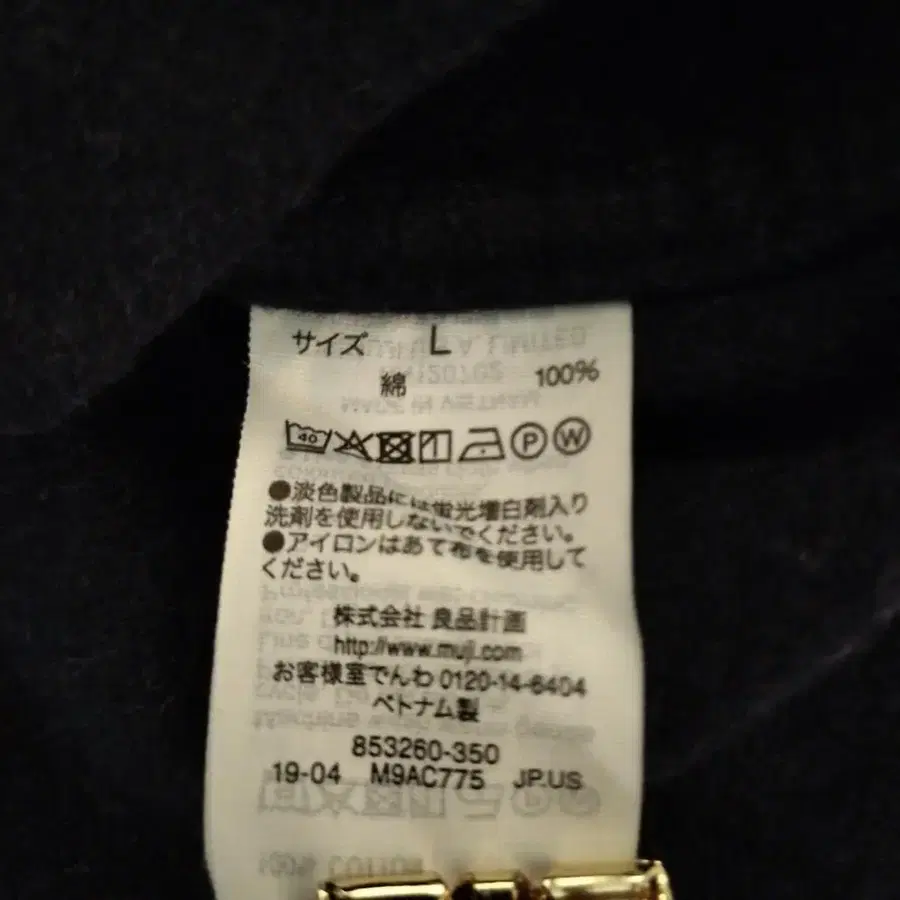 サイズ L
綿 100%
40 P W
●淡色製品には蛍光増白剤入り
洗剤を使用しないでください。
●アイロンはあて布を使用して
ください。
株式会社 良品計画
http://www.muji.com
お客様室でんわ 0120-14-6404
ベトナム製
853260-350
19-04 M9AC775 JP.US